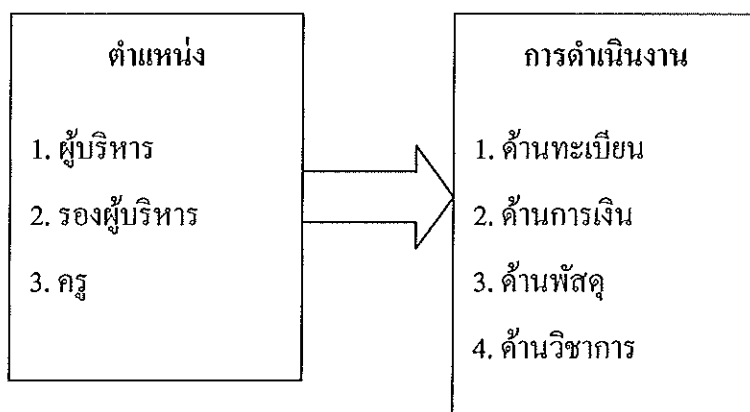 ตำแหน่ง
1. ผู้บริหาร
2. รองผู้บริหาร
3. ครู
การดำเนินงาน
1. ด้านทะเบียน
2. ด้านการเงิน
3. ด้านพัสดุ
4. ด้านวิชาการ